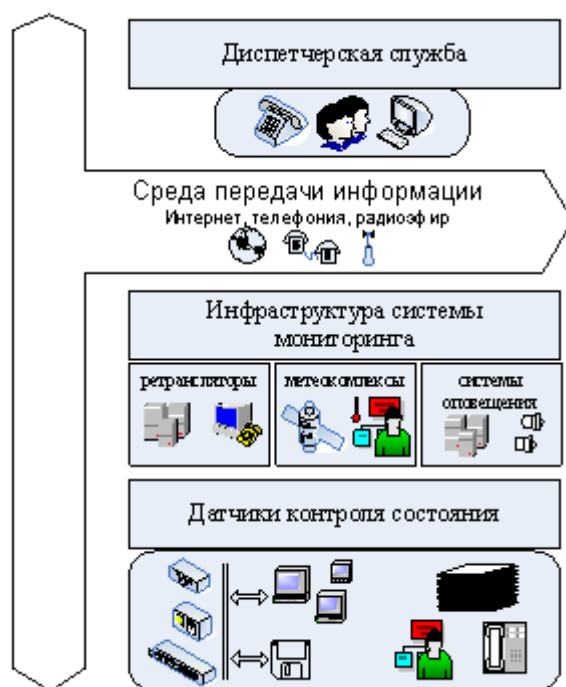 Диспетчерская служба
Среда передачи информации
Интернет, телефония, радиоэфир
Инфраструктура системы
мониторинга
ретрансляторы
метеокомплексы
системы
оповещения
Датчики контроля состояния